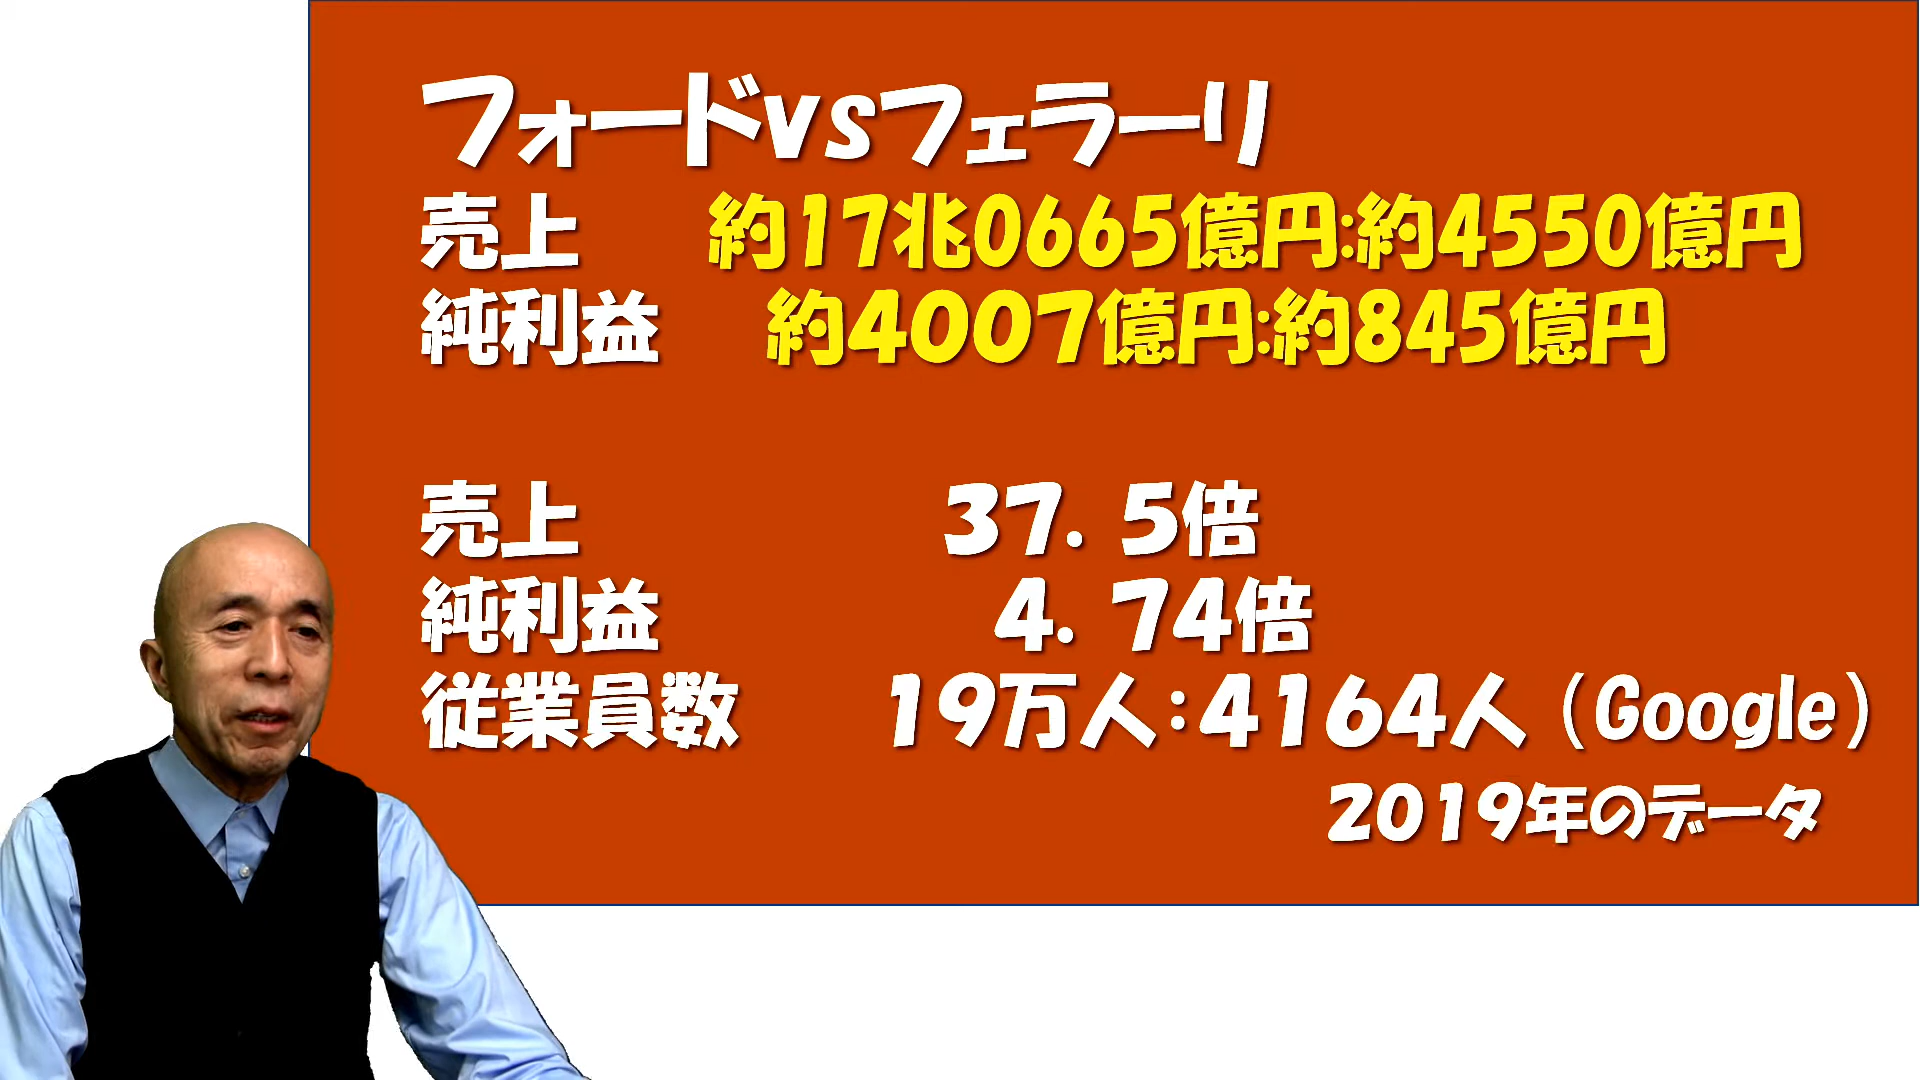 フォードvsフェラーリ
売上 約17兆0665億円:約4550億円
純利益 約4007億円:約845億円
売上 37．5倍
純利益 4．74倍
従業員数 19万人:4164人（Google）
2019年のデータ